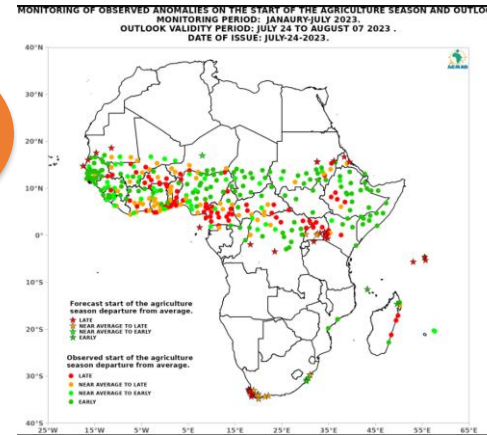 MONITORING OF OBSERVED ANOMALIES ON THE START OF THE AGRICULTURE SEASON AND OUTLO
MONITORING PERIOD: JANAURY-JULY 2023.
OUTLOOK VALIDITY PERIOD: JULY 24 TO AUGUST 07 2023 .
DATE OF ISSUE: JULY-24-2023.
40°N
30°N
20°N
10°N
0°
10°S
20°S
30°S
40°S
ACMAD
Forecast start of the agriculture
season departure from average.
LATE
NEAR AVERAGE TO LATE
NEAR AVERAGE TO EARLY
EARLY
Observed start of the agriculture
season departure from average.
LATE
NEAR AVERAGE TO LATE
NEAR AVERAGE TO EARLY
EARLY
25°W 15°W 5°W 5°E 15°E 25°E 35°E 45°E 55°E 65°E